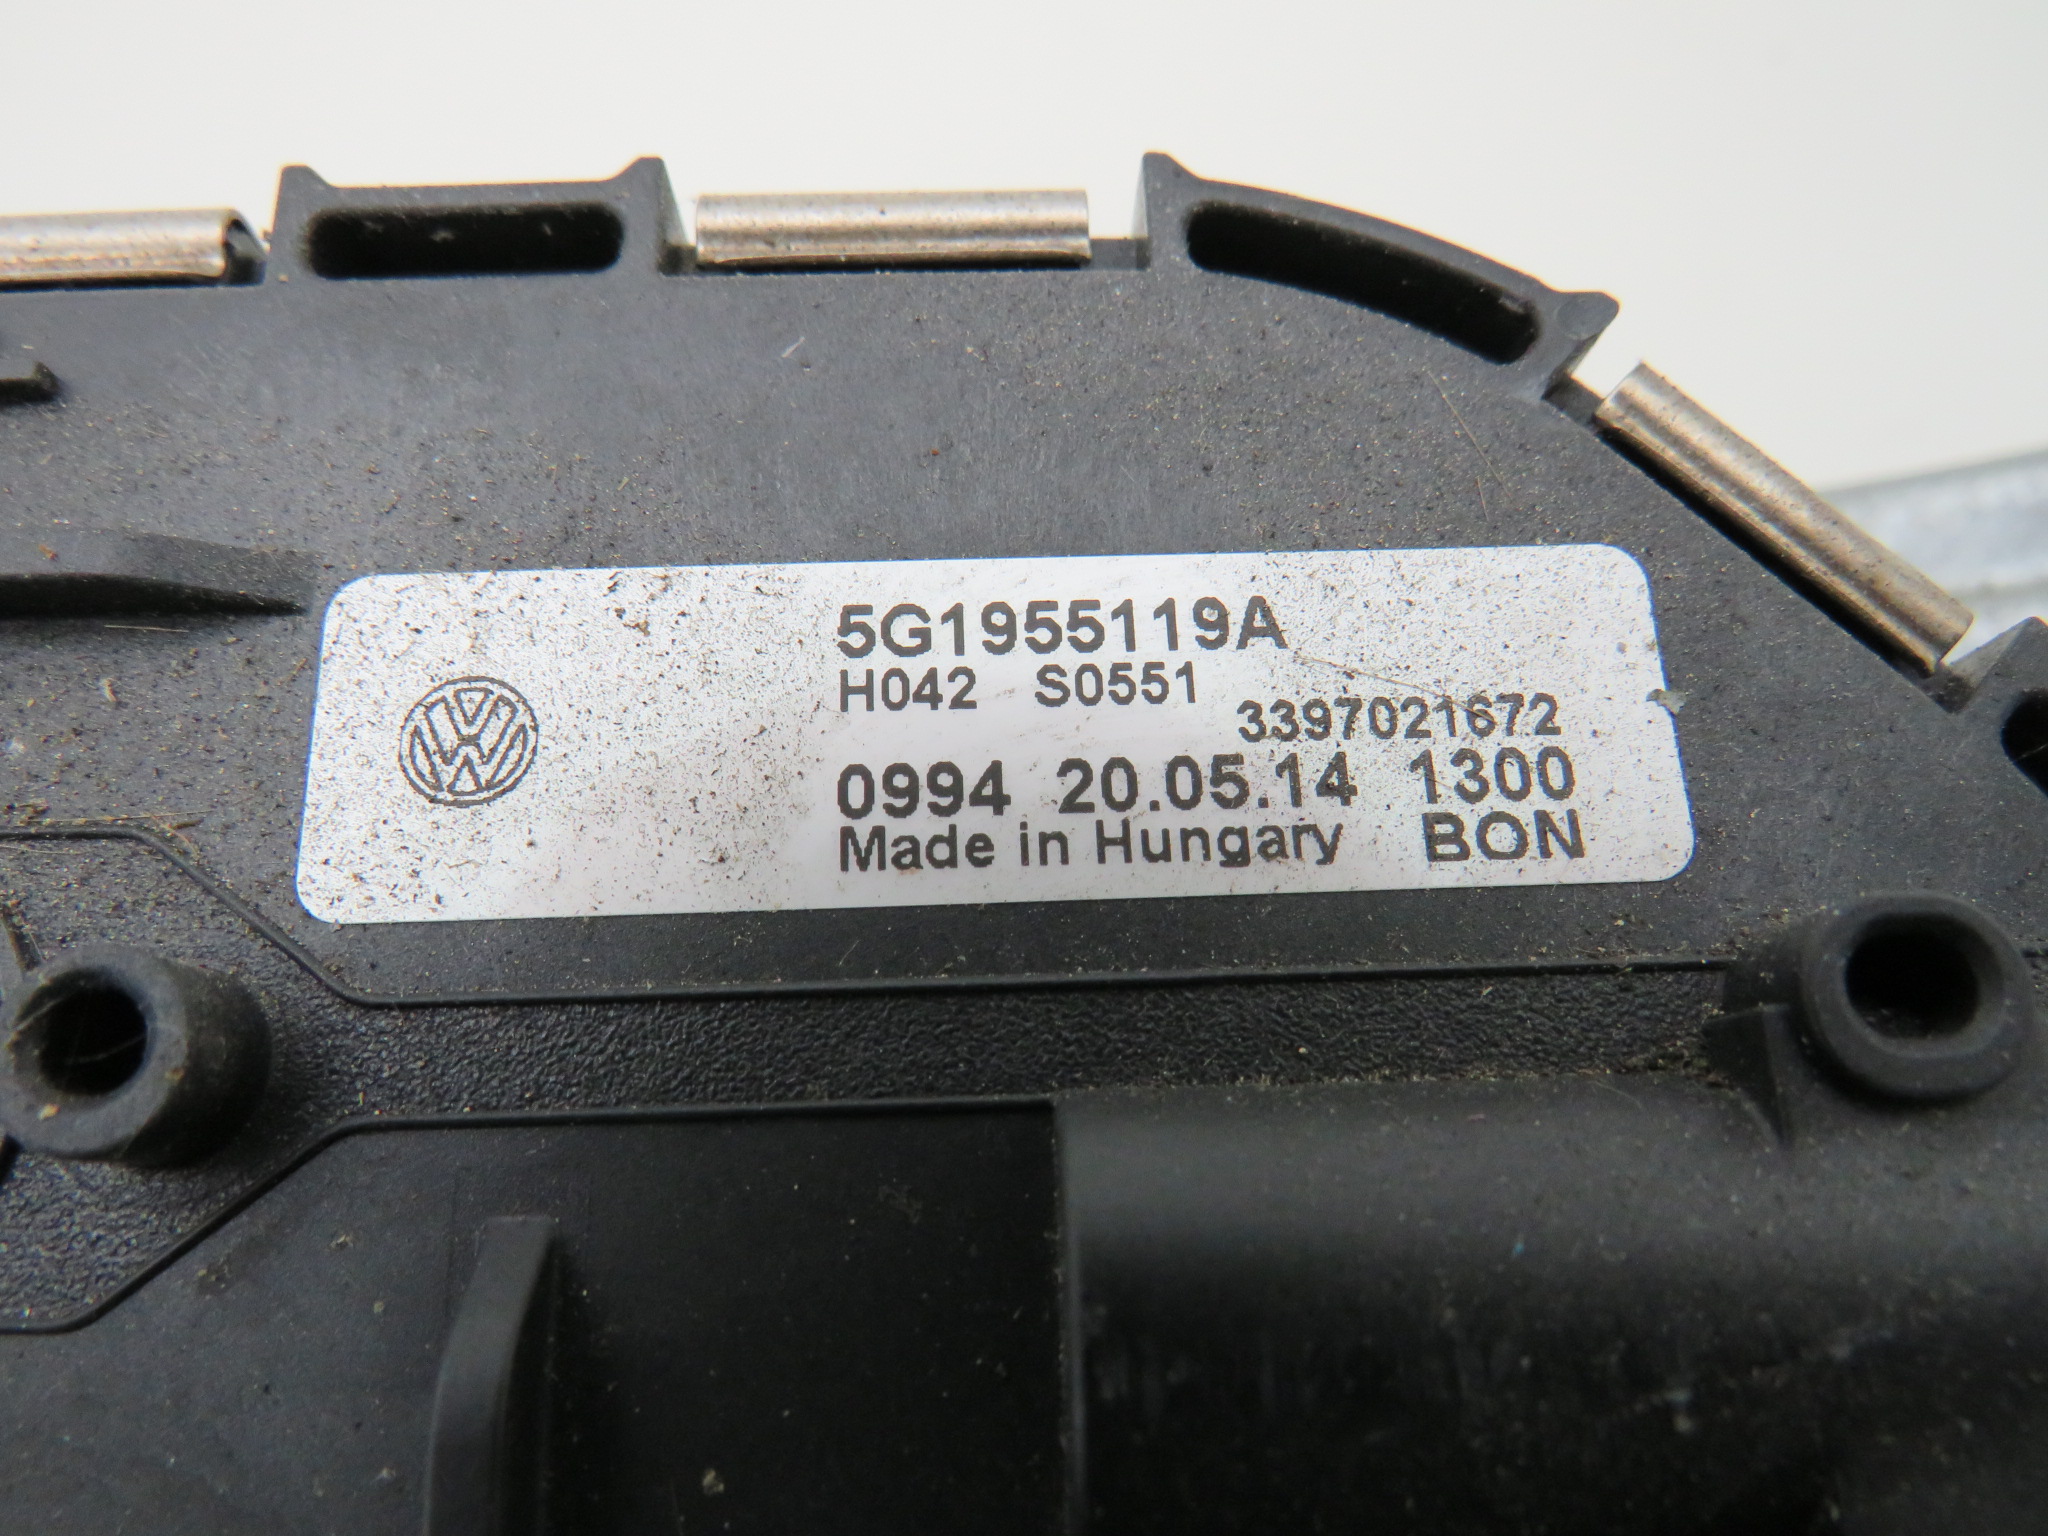 5G1955119A
H042 S0551
3397021672
0994 20.05.14 1300
Made in Hungary BON